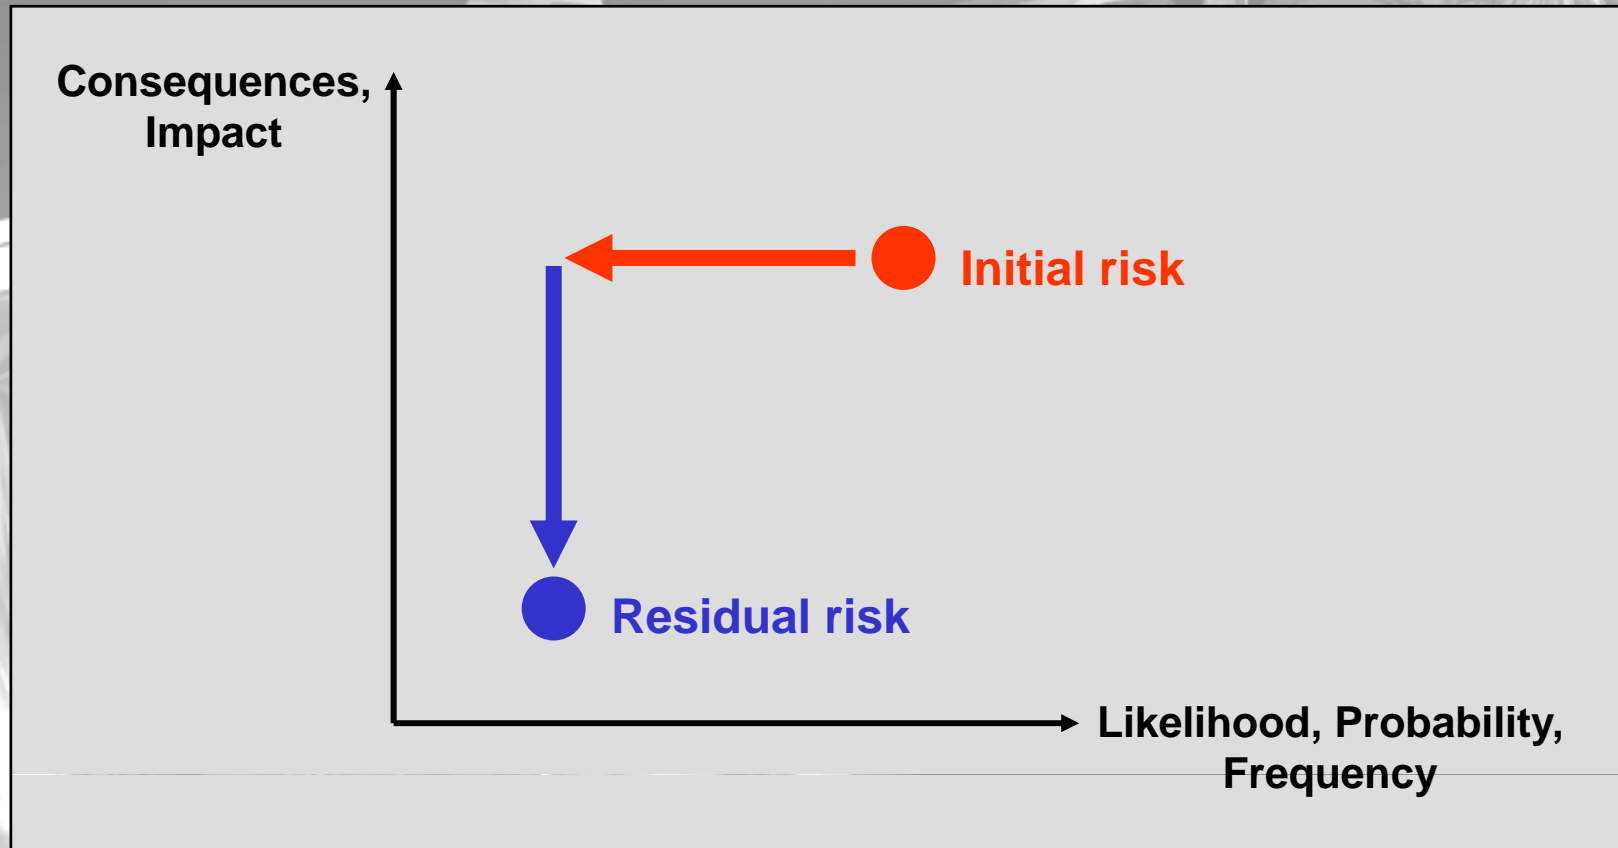 Consequences,
Impact
Initial risk
Residual risk
Likelihood, Probability,
Frequency